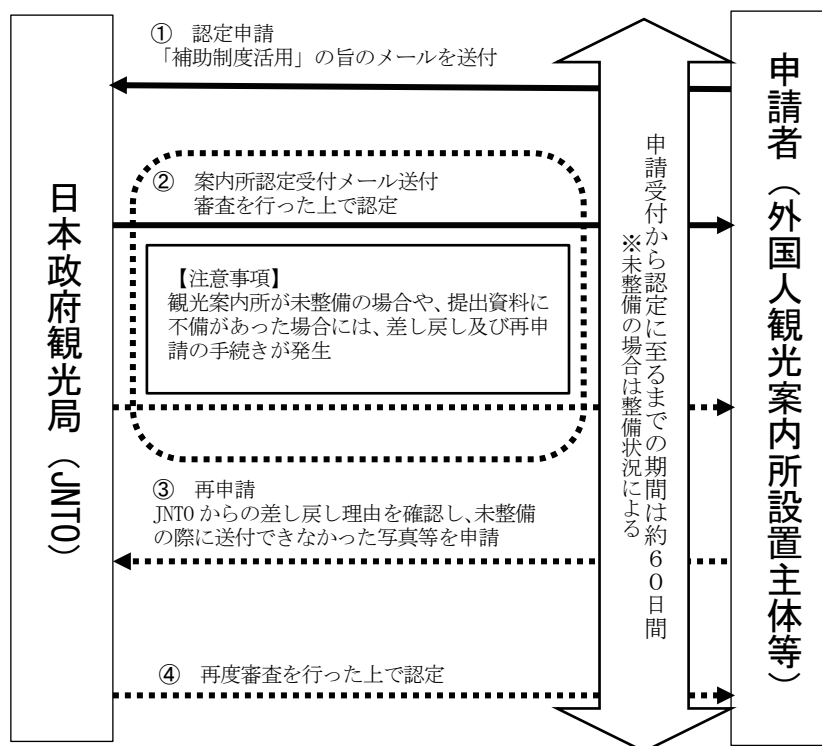 日本政府観光局（JNTO）
① 認定申請
「補助制度活用」の旨のメールを送付
② 案内所認定受付メール送付
審査を行った上で認定
【注意事項】
観光案内所が未整備の場合や、提出資料に
不備があった場合には、差し戻し及び再申
請の手続きが発生
③ 再申請
JNTOからの差し戻し理由を確認し、未整備
の際に送付できなかった写真等を申請
④ 再度審査を行った上で認定
申請受付から認定に至るまでの期間は約６０日間
※未整備の場合は整備状況による
申請者（外国人観光案内所設置主体等）